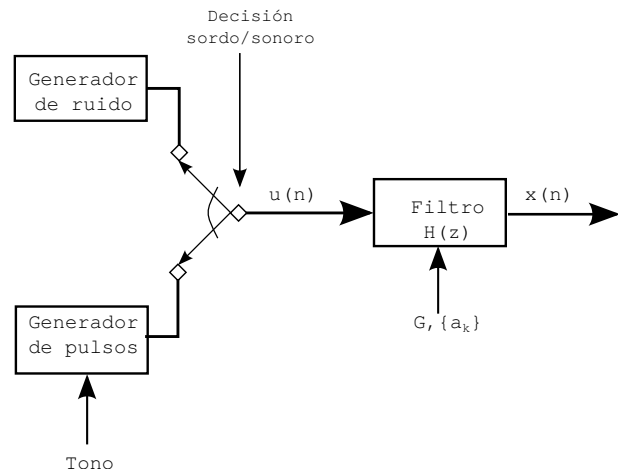 Decisión
sordo/sonoro
Generador
de ruido
u(n)
Filtro
H(z)
x(n)
G,{aₖ}
Generador
de pulsos
Tono